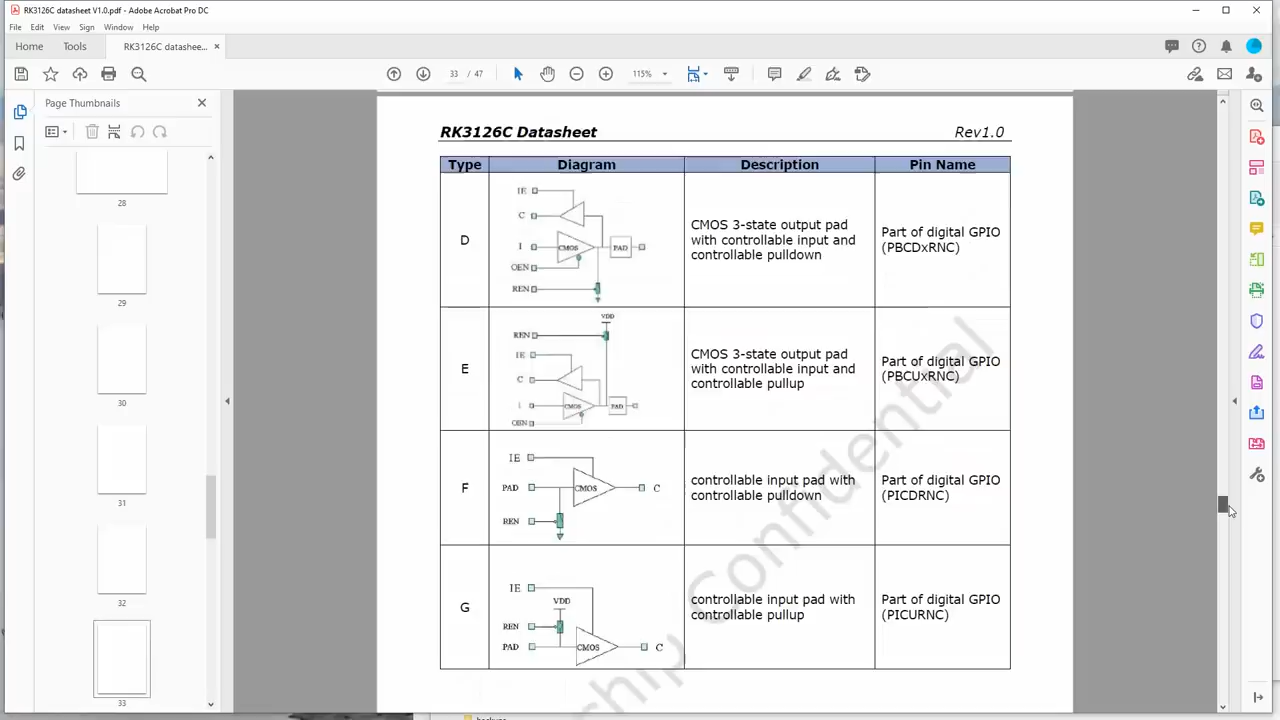 RK3126C datasheet V1.0.pdf - Adobe Acrobat Pro DC
File Edit View Sign Window Help
Home Tools RK3126C datashee... ×
33 / 47 115%
Page Thumbnails
28
29
30
31
32
33
RK3126C Datasheet Rev1.0
Type Diagram Description Pin Name
D
IE
C
I CMOS PAD
OEN
REN
CMOS 3-state output pad
with controllable input and
controllable pulldown
Part of digital GPIO
(PBCDxRNC)
E
VDD
REN
IE
C
I CMOS PAD
OEN
CMOS 3-state output pad
with controllable input and
controllable pullup
Part of digital GPIO
(PBCUxRNC)
F
IE
PAD CMOS C
REN
controllable input pad with
controllable pulldown
Part of digital GPIO
(PICDRNC)
G
IE
VDD
REN
PAD CMOS C
controllable input pad with
controllable pullup
Part of digital GPIO
(PICURNC)
chip Confidential